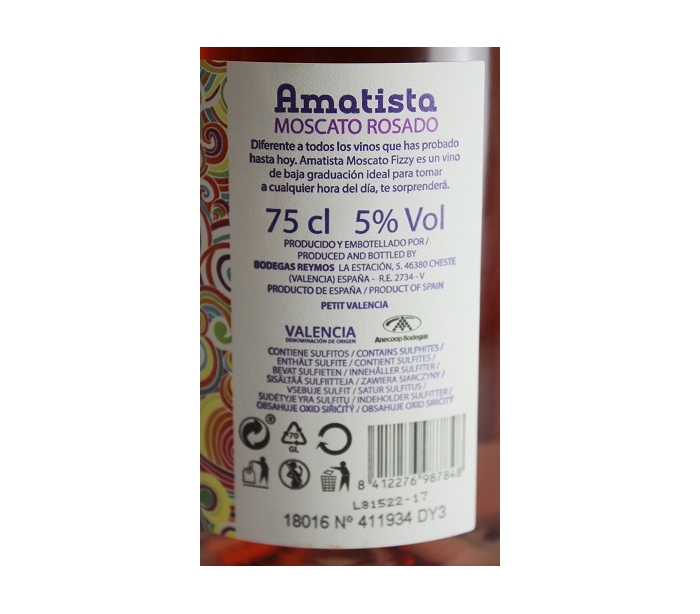 Amatista
MOSCATO ROSADO
Diferente a todos los vinos que has probado
hasta hoy. Amatista Moscato Fizzy es un vino
de baja graduación ideal para tomar
a cualquier hora del día, te sorprenderá.
75 cl 5% Vol
PRODUCIDO Y EMBOTELLADO POR /
PRODUCED AND BOTTLED BY
BODEGAS REYMOS LA ESTACIÓN, 5. 46380 CHESTE
(VALENCIA) ESPAÑA - R.E. 2734 - V
PRODUCTO DE ESPAÑA / PRODUCT OF SPAIN
PETIT VALENCIA
VALENCIA
DENOMINACIÓN DE ORIGEN
Anecoop Bodegas
CONTIENE SULFITOS / CONTAINS SULPHITES /
ENTHÄLT SULFITE / CONTIENT SULFITES /
BEVAT SULFIETEN / INNEHÅLLER SULFITER /
SISÄLTÄÄ SULFITTEJA / ZAWIERA SIARCZYNY /
VSEBUJE SULFIT / SATUR SULFITUS /
SUDĖTYJE YRA SULFITŲ / INDEHOLDER SULFITTER /
OBSAHUJE OXID SIŘIČITÝ / OBSAHUJE OXID SIRIČITÝ
®
70
GL
8 412276 987848
L81522-17
18016 Nº 411934 DY3